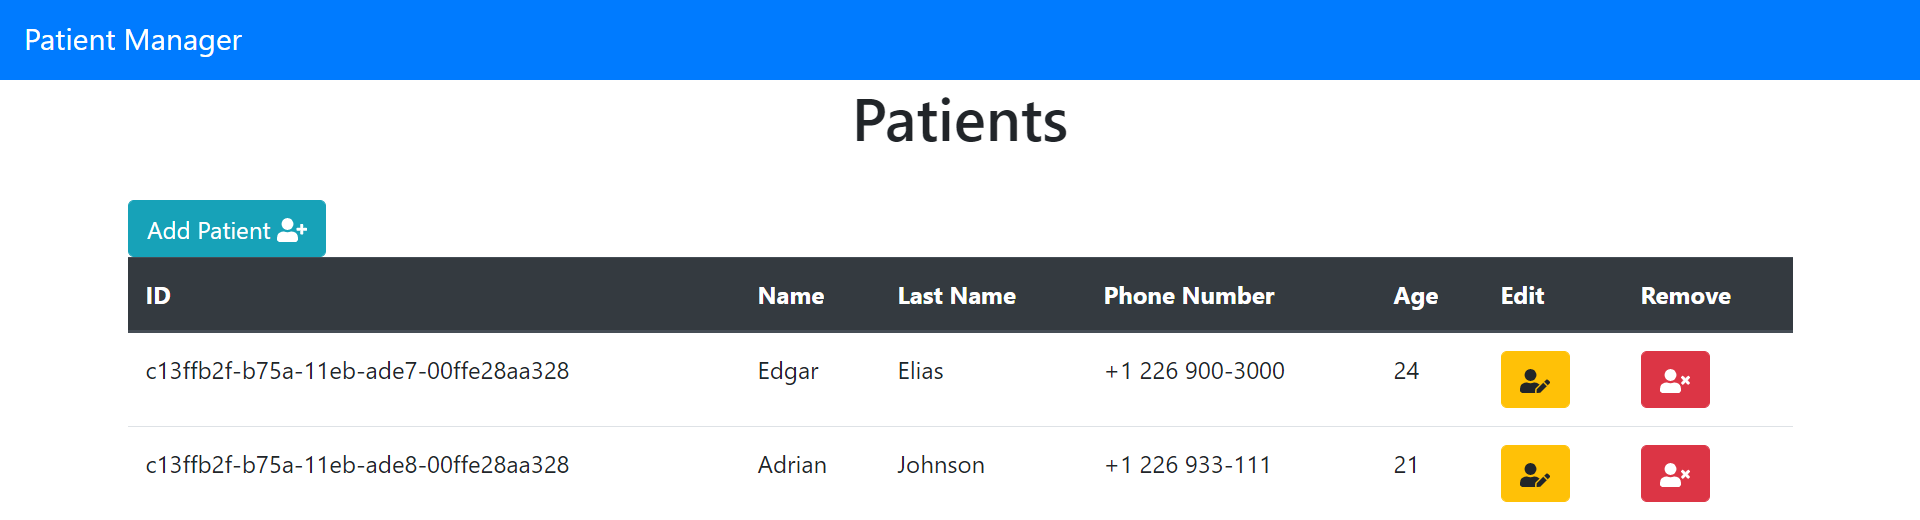 Patient Manager
Patients
Add Patient
ID Name Last Name Phone Number Age Edit Remove
c13ffb2f-b75a-11eb-ade7-00ffe28aa328 Edgar Elias +1 226 900-3000 24
c13ffb2f-b75a-11eb-ade8-00ffe28aa328 Adrian Johnson +1 226 933-111 21